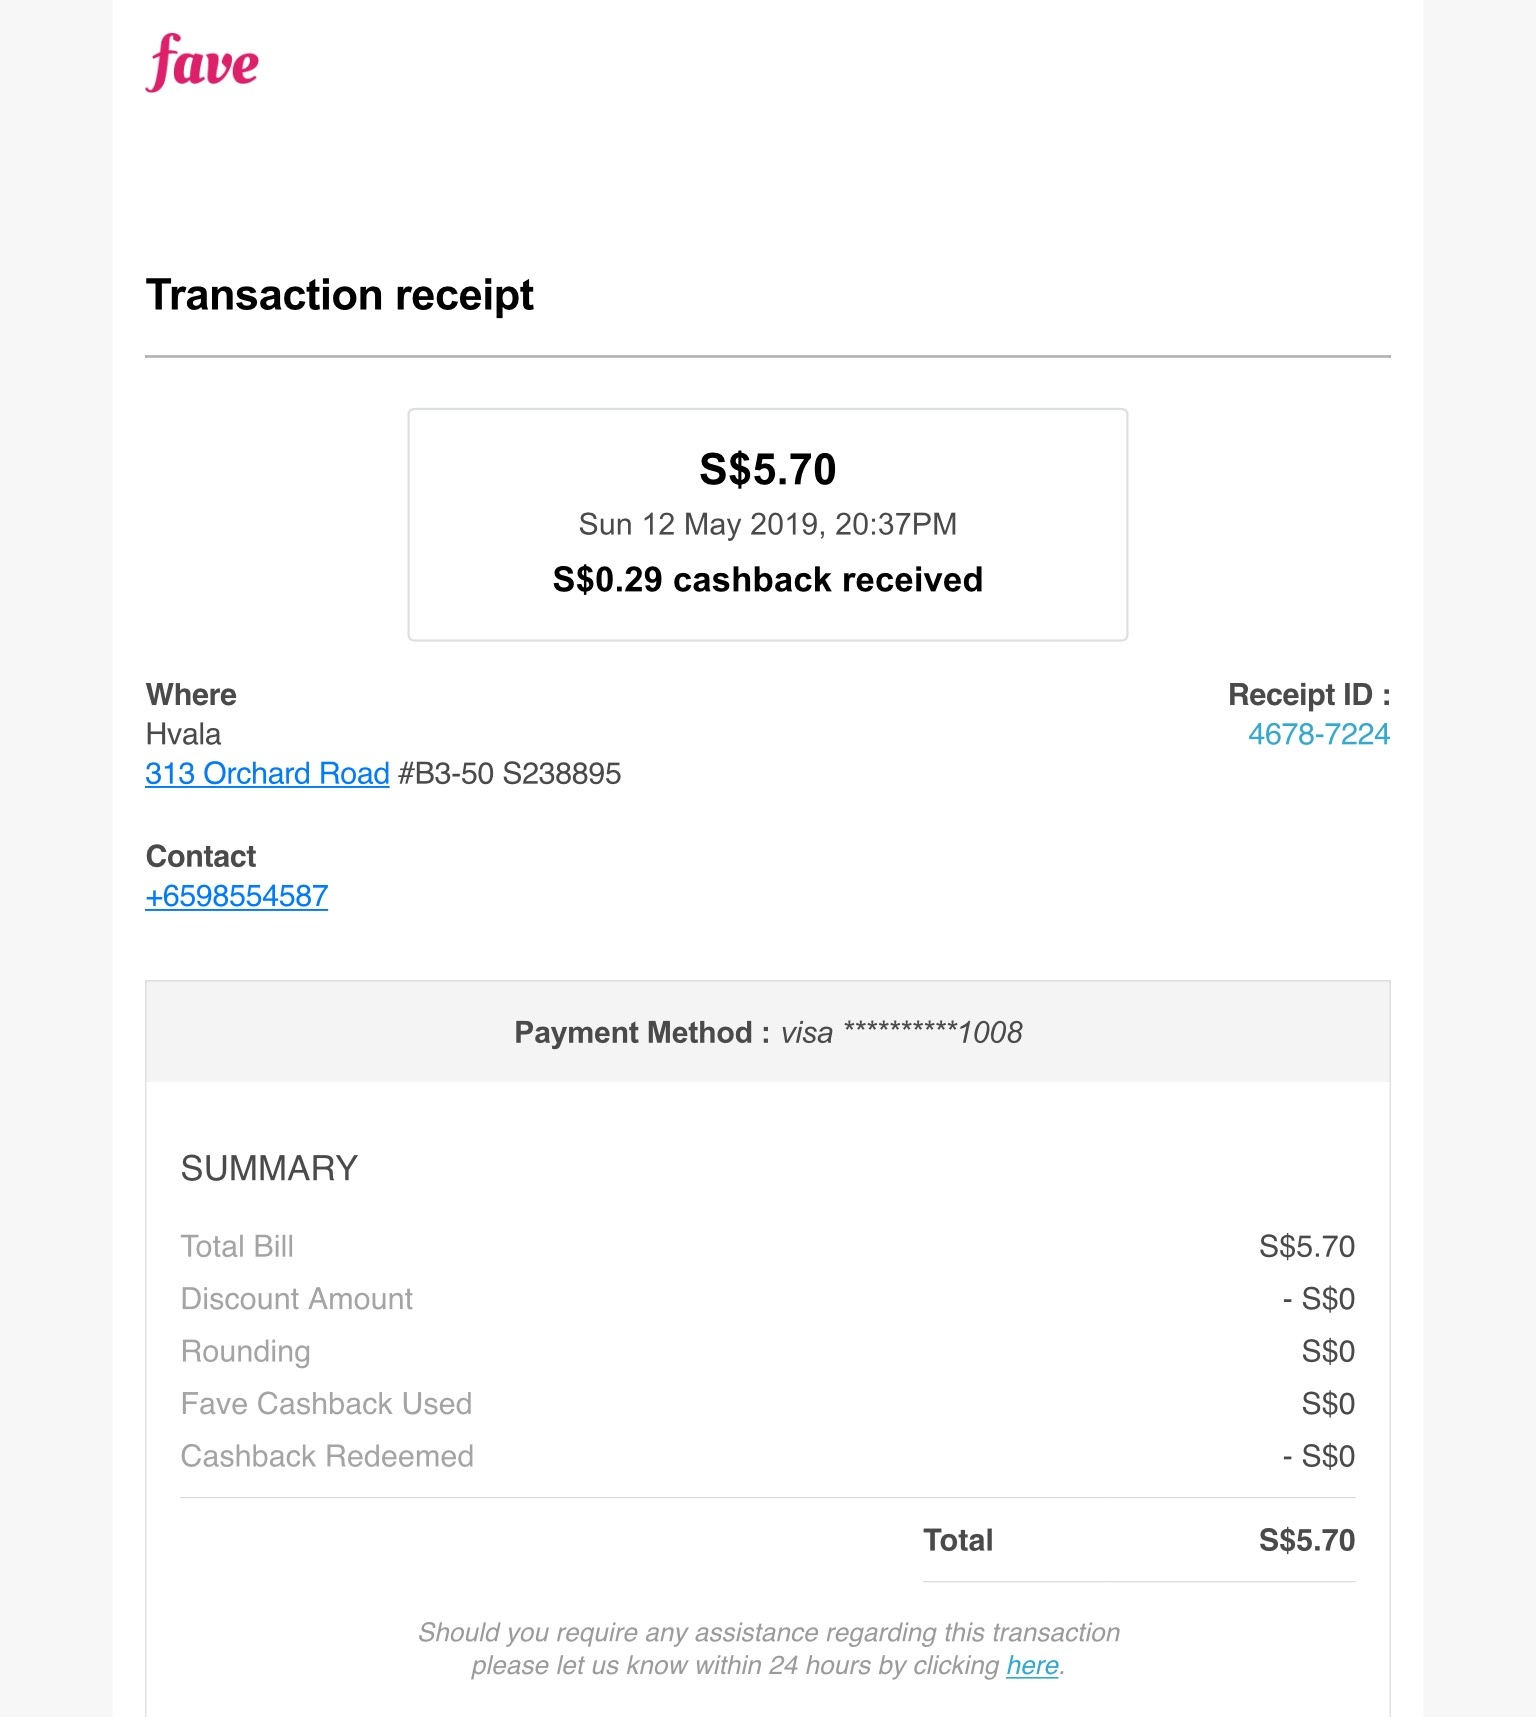 fave
Transaction receipt
S$5.70
Sun 12 May 2019, 20:37PM
S$0.29 cashback received
Where
Hvala
313 Orchard Road #B3-50 S238895
Receipt ID :
4678-7224
Contact
+6598554587
Payment Method : visa **********1008
SUMMARY
Total Bill S$5.70
Discount Amount - S$0
Rounding S$0
Fave Cashback Used S$0
Cashback Redeemed - S$0
Total S$5.70
Should you require any assistance regarding this transaction
please let us know within 24 hours by clicking here.